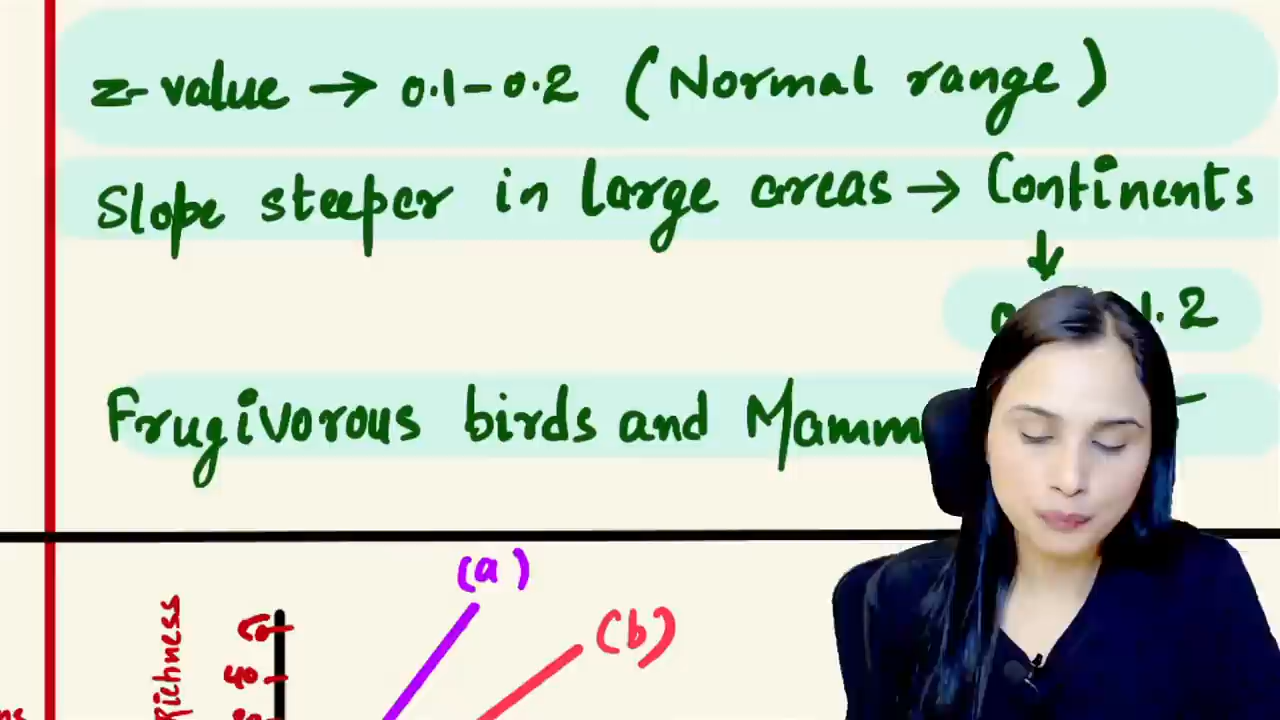 z-value → 0.1-0.2 (Normal range)
Slope steeper in large areas → Continents
↓
1.2
Frugivorous birds and
(a)
(b)
Richness
40